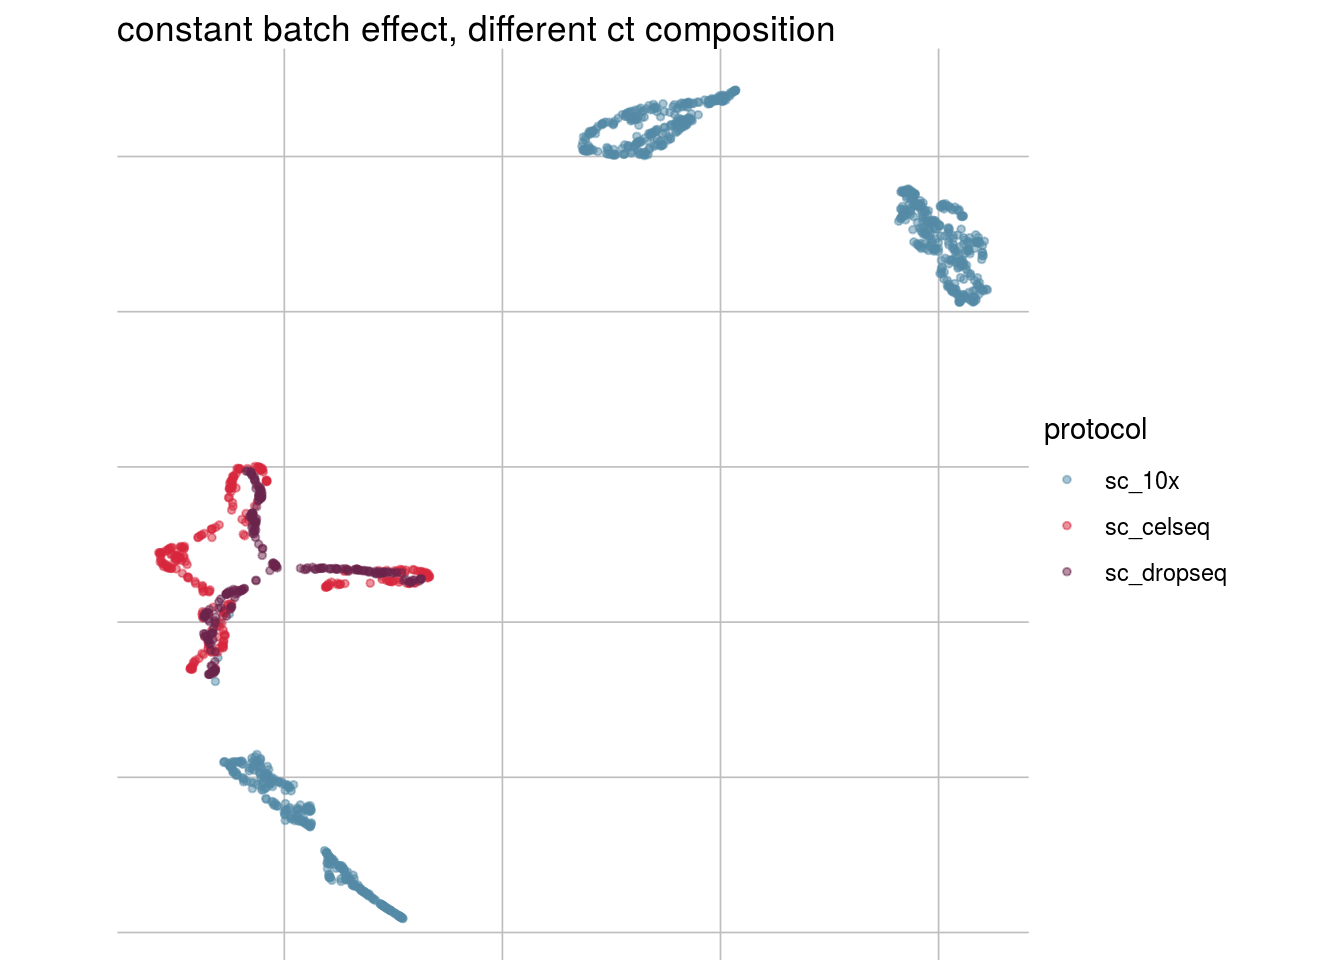 constant batch effect, different ct composition
protocol
sc_10x
sc_celseq
sc_dropseq